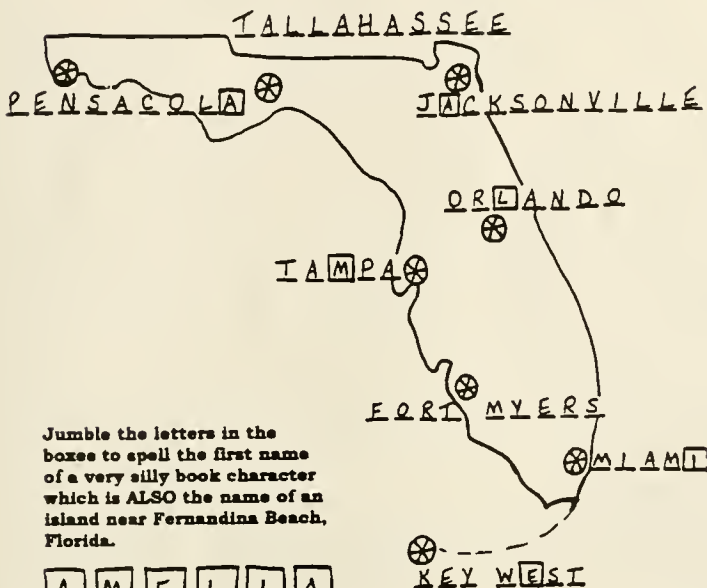 TALLAHASSEE
PENSACOLA
JACKSONVILLE
ORLANDO
TAMPA
FORT MYERS
MIAMI
Jumble the letters in the
boxes to spell the first name
of a very silly book character
which is ALSO the name of an
island near Fernandina Beach,
Florida.
AMELIA
KEY WEST